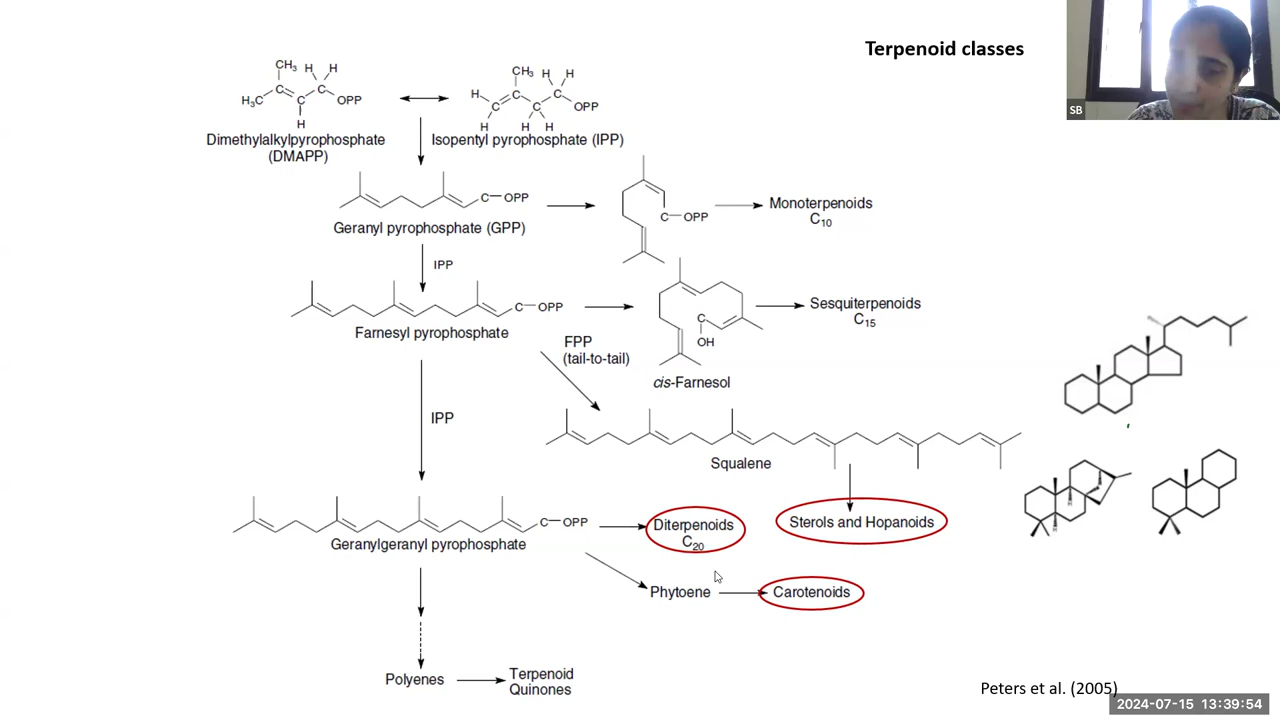 Terpenoid classes
SB
CH₃ H H
H₃C C C C OPP
H
Dimethylalkylpyrophosphate
(DMAPP)
CH₃ H H
H C C C C OPP
H H H
Isopentyl pyrophosphate (IPP)
C—OPP
Geranyl pyrophosphate (GPP)
C—OPP
Monoterpenoids
C₁₀
IPP
C—OPP
Farnesyl pyrophosphate
C
OH
cis-Farnesol
Sesquiterpenoids
C₁₅
FPP
(tail-to-tail)
IPP
Squalene
C—OPP
Geranylgeranyl pyrophosphate
Diterpenoids
C₂₀
Sterols and Hopanoids
H
H
Phytoene
Carotenoids
Polyenes
Terpenoid
Quinones
Peters et al. (2005)
2024-07-15 13:39:54